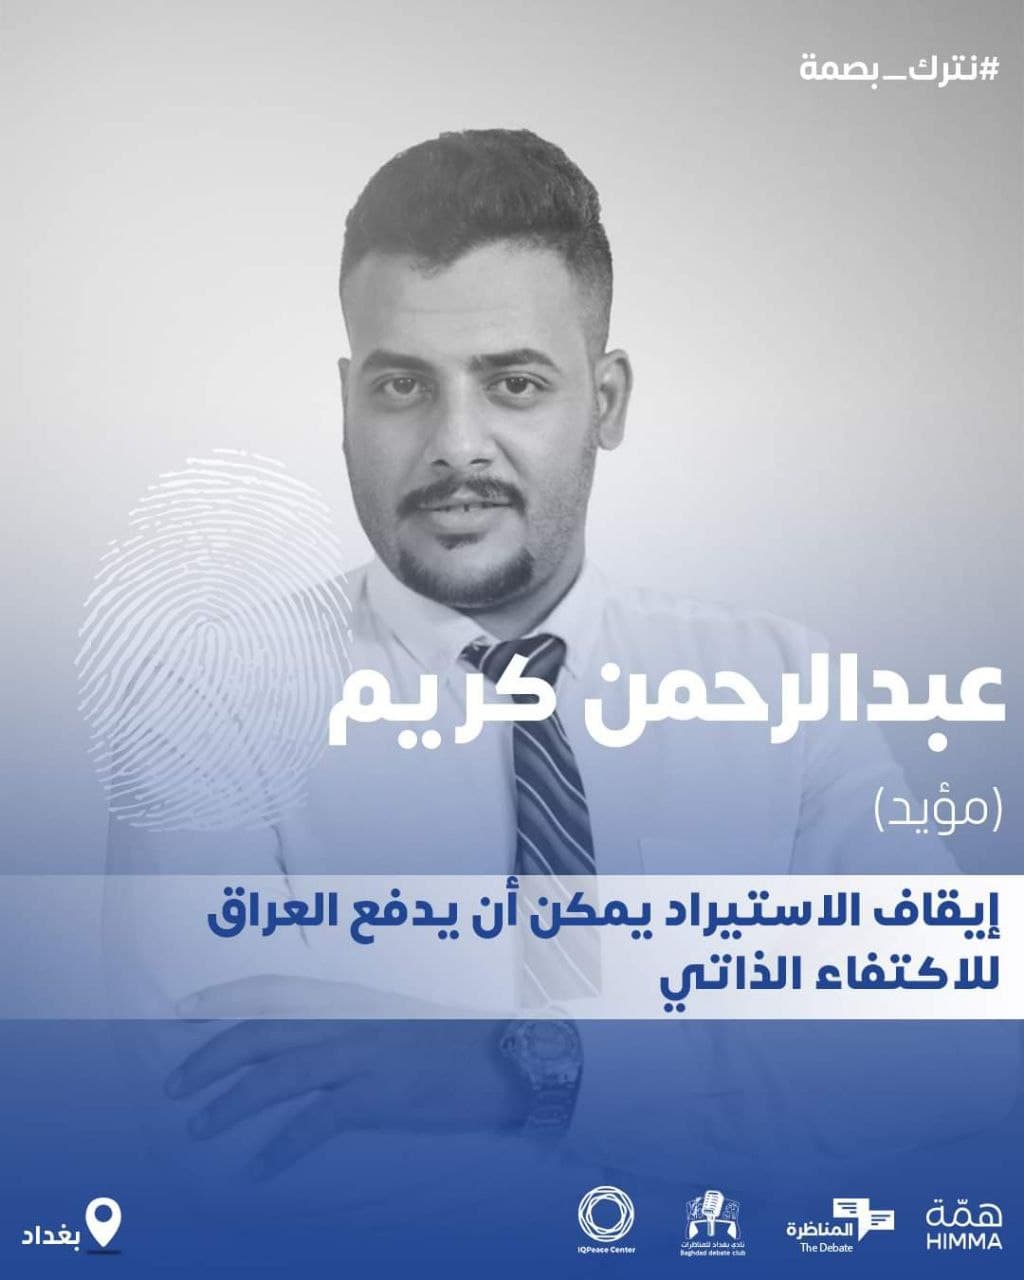 #نترك_بصمة
عبدالرحمن كريم
(مؤيد)
إيقاف الاستيراد يمكن أن يدفع العراق
للاكتفاء الذاتي
بغداد
IQPeace Center
نادي بغداد للمناظرات
Baghdad debate club
المناظرة
The Debate
همّة
HIMMA